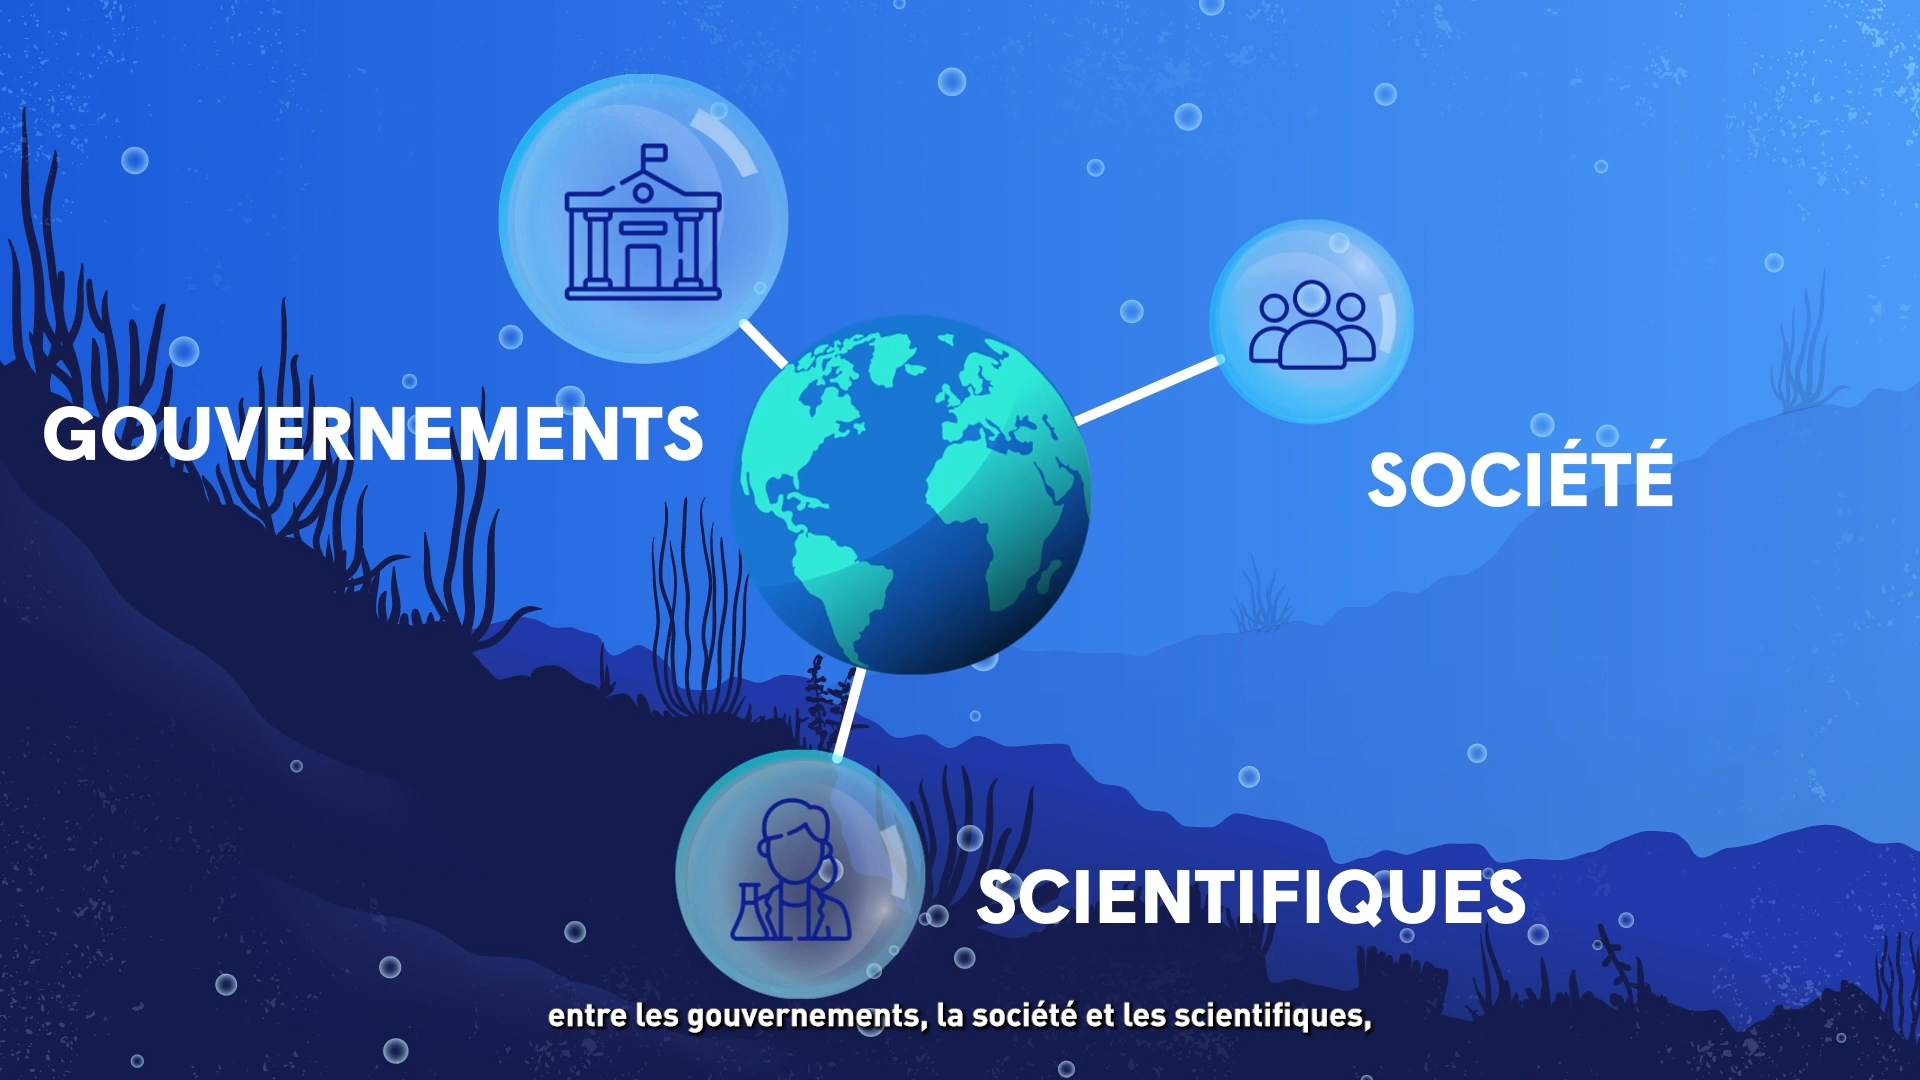 GOUVERNEMENTS
SOCIÉTÉ
SCIENTIFIQUES
entre les gouvernements, la société et les scientifiques,